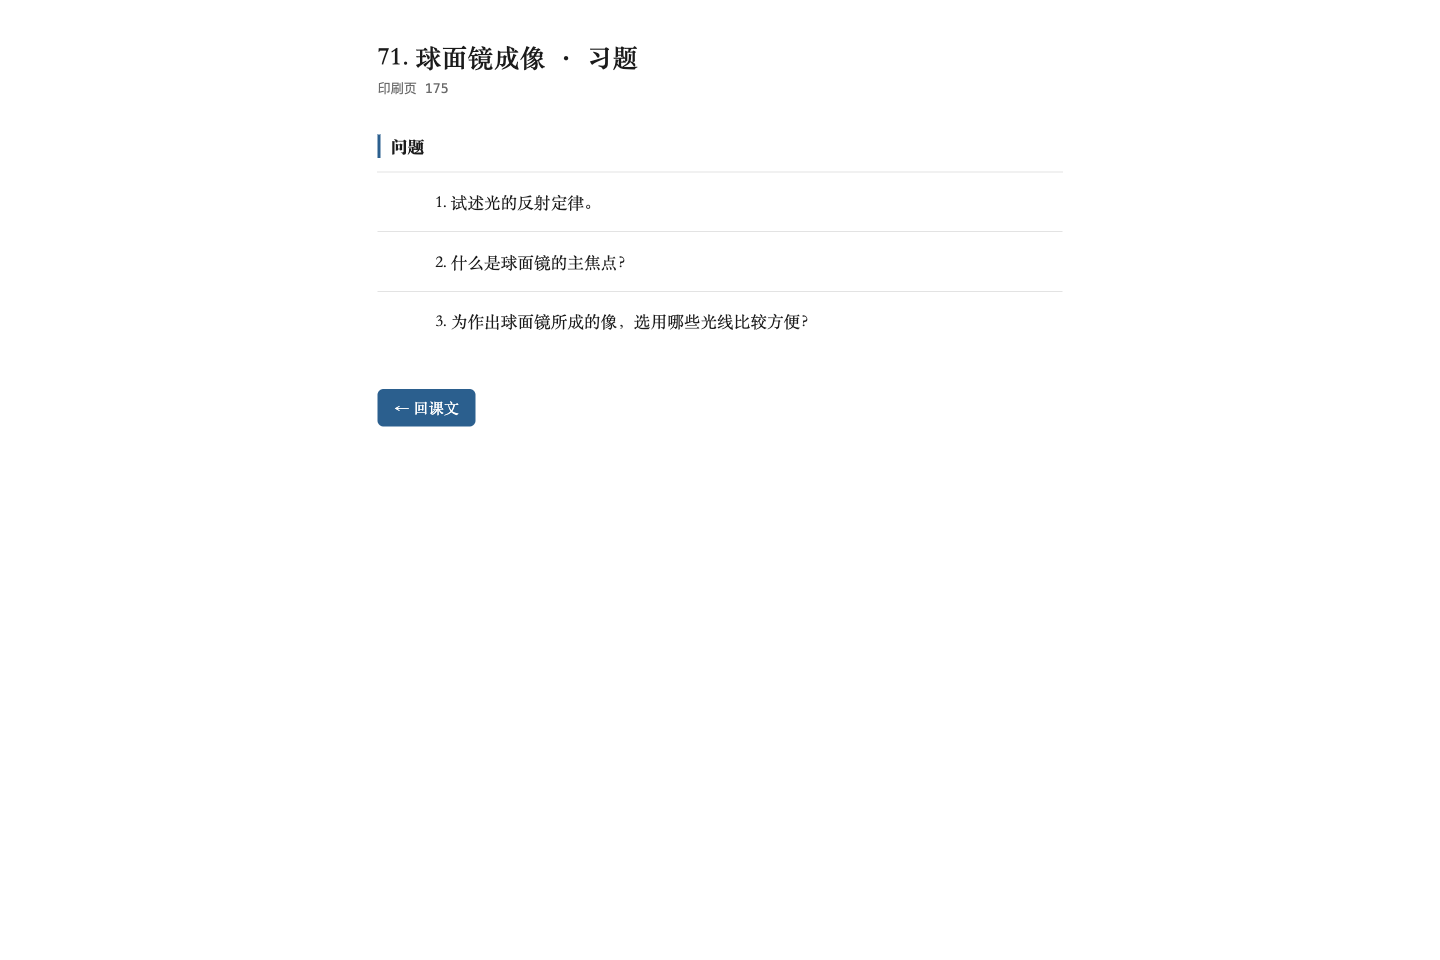 71. 球面镜成像 · 习题
印刷页 175
问题
1. 试述光的反射定律。
2. 什么是球面镜的主焦点?
3. 为作出球面镜所成的像，选用哪些光线比较方便?
← 回课文